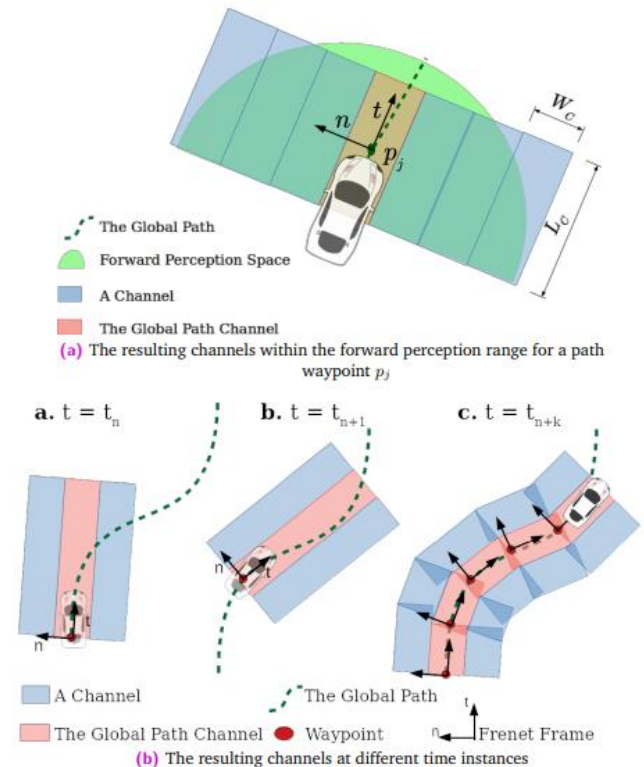 W_c
n
t
p_j
L_c
The Global Path
Forward Perception Space
A Channel
The Global Path Channel
(a) The resulting channels within the forward perception range for a path
waypoint p_j
a. t = t_n
b. t = t_{n+1}
c. t = t_{n+k}
n
t
n
t
A Channel
The Global Path
t
The Global Path Channel
Waypoint
n
Frenet Frame
(b) The resulting channels at different time instances